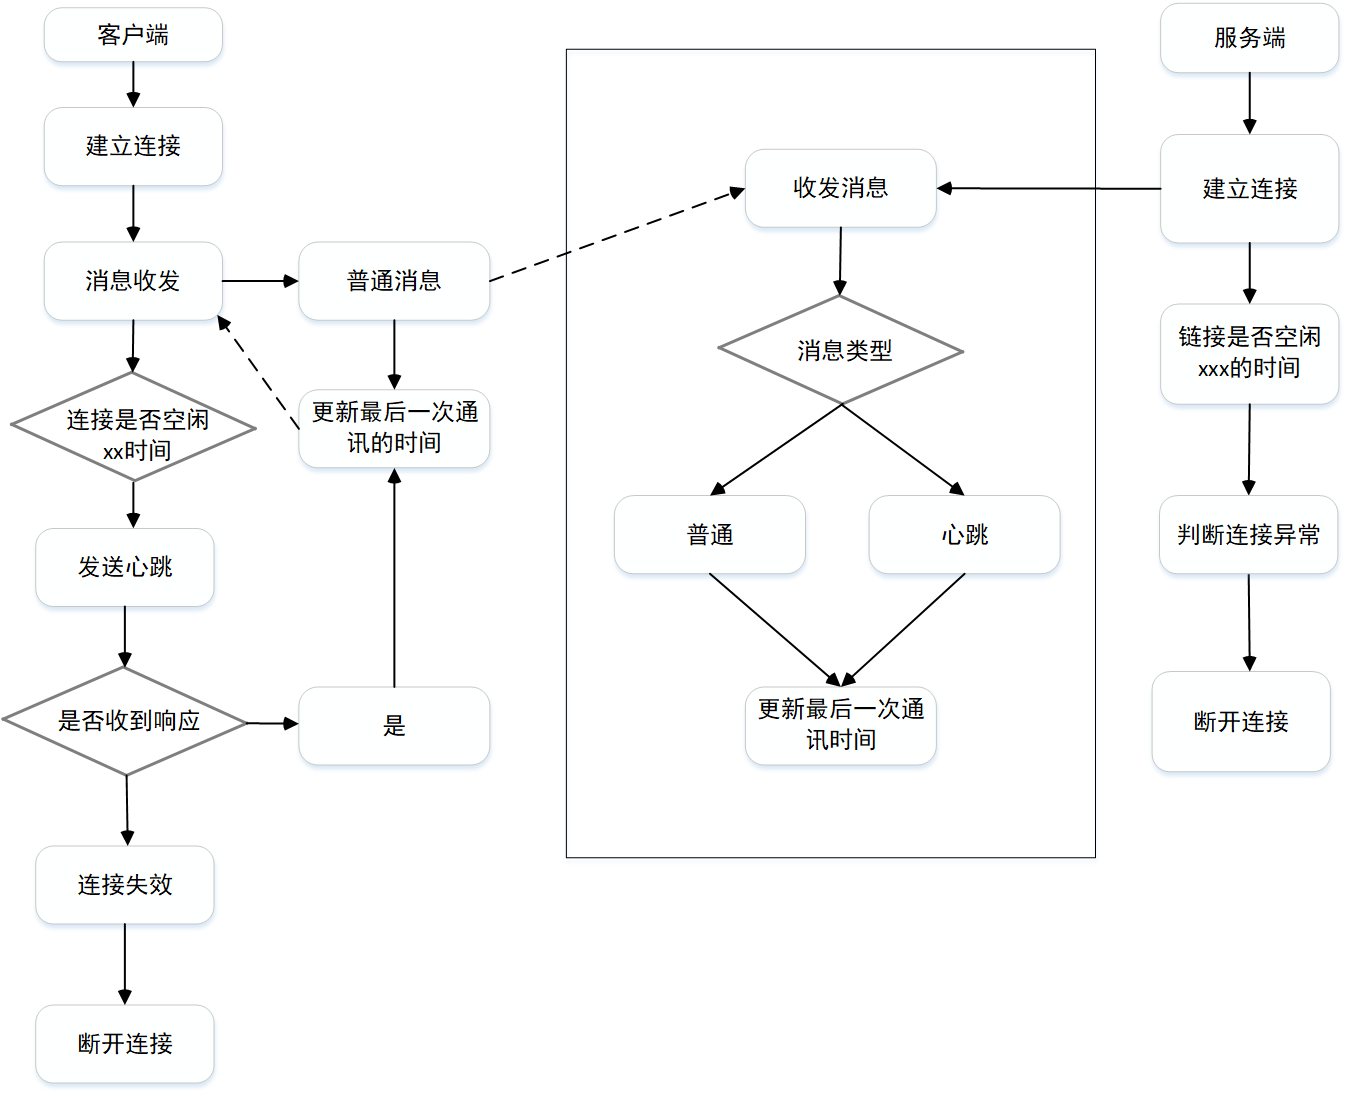 客户端
建立连接
消息收发
普通消息
连接是否空闲
xx时间
更新最后一次通
讯的时间
发送心跳
是否收到响应
是
连接失效
断开连接
收发消息
消息类型
普通
心跳
更新最后一次通
讯时间
服务端
建立连接
链接是否空闲
xxx的时间
判断连接异常
断开连接